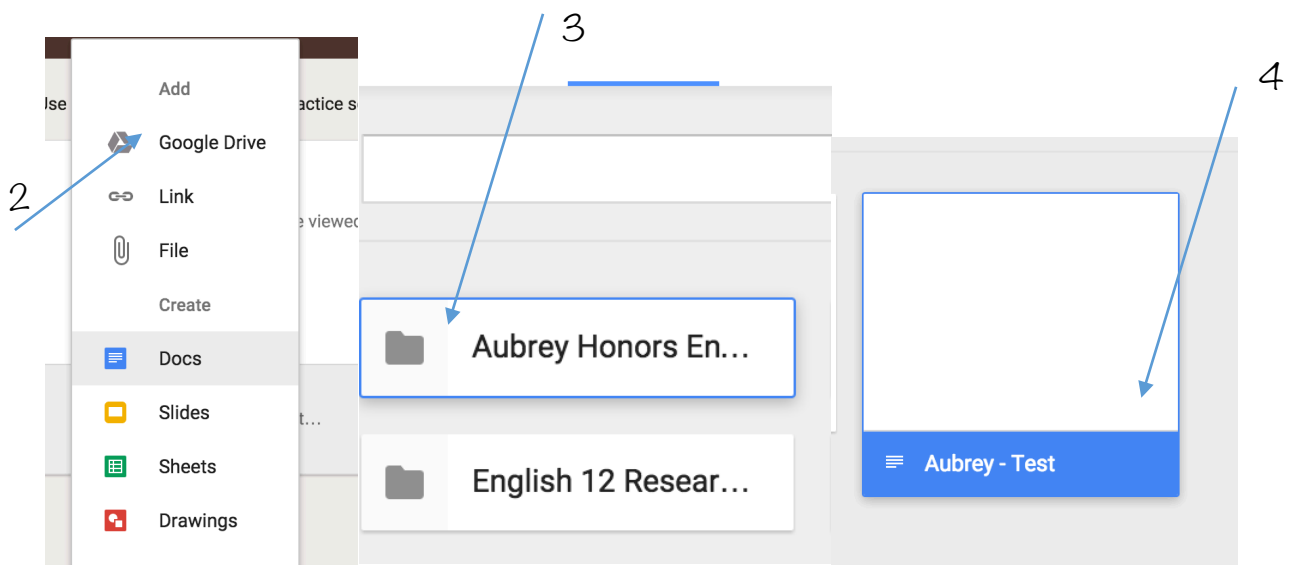 3
4
2
Add
Use
actice s
Google Drive
Link
e viewed
File
Create
Docs
Slides
t...
Sheets
Drawings
Aubrey Honors En...
English 12 Resear...
Aubrey - Test